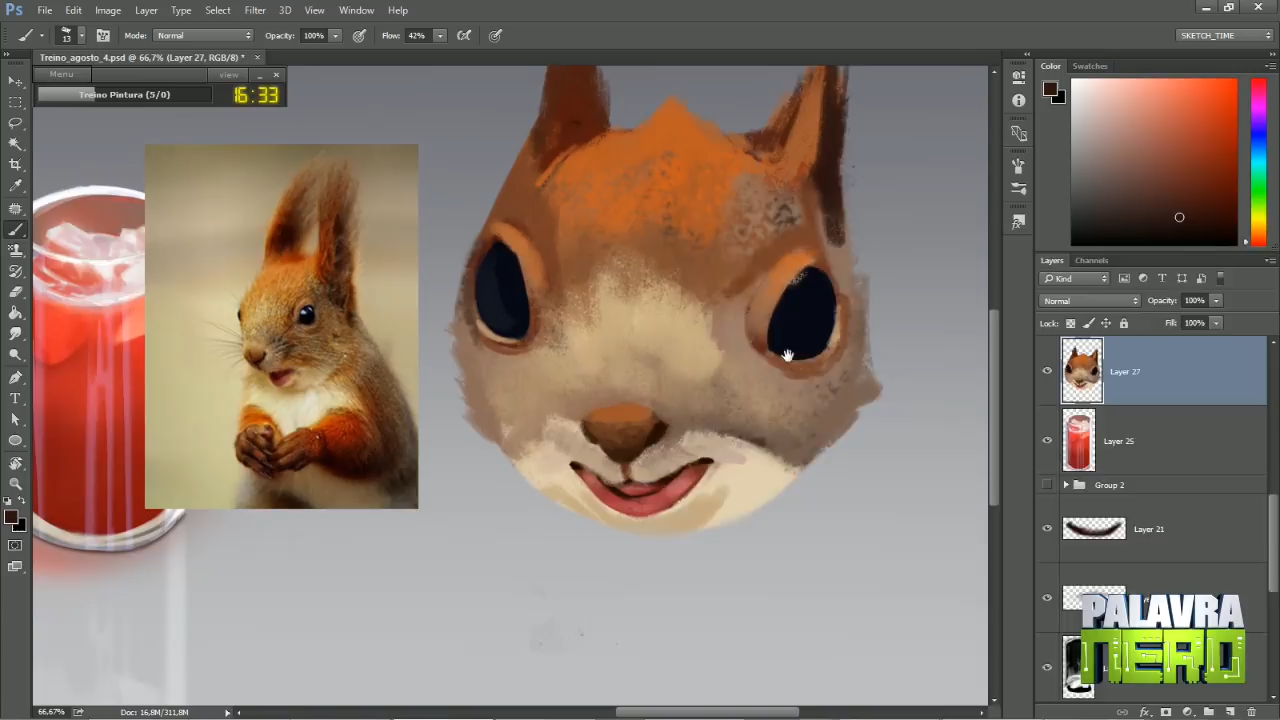 Ps File Edit Image Layer Type Select Filter 3D View Window Help
13 Mode: Normal Opacity: 100% Flow: 42% SKETCH_TIME
Treino_agosto_4.psd @ 66,7% (Layer 27, RGB/8) * ×
Menu view
Treino Pintura (5/0) 16:33
Color Swatches
Layers Channels
Kind
Normal Opacity: 100%
Lock: Fill: 100%
Layer 27
Layer 25
Group 2
Layer 21
PALAVRA
NERD
66,67% Doc: 16,8M/311,8M